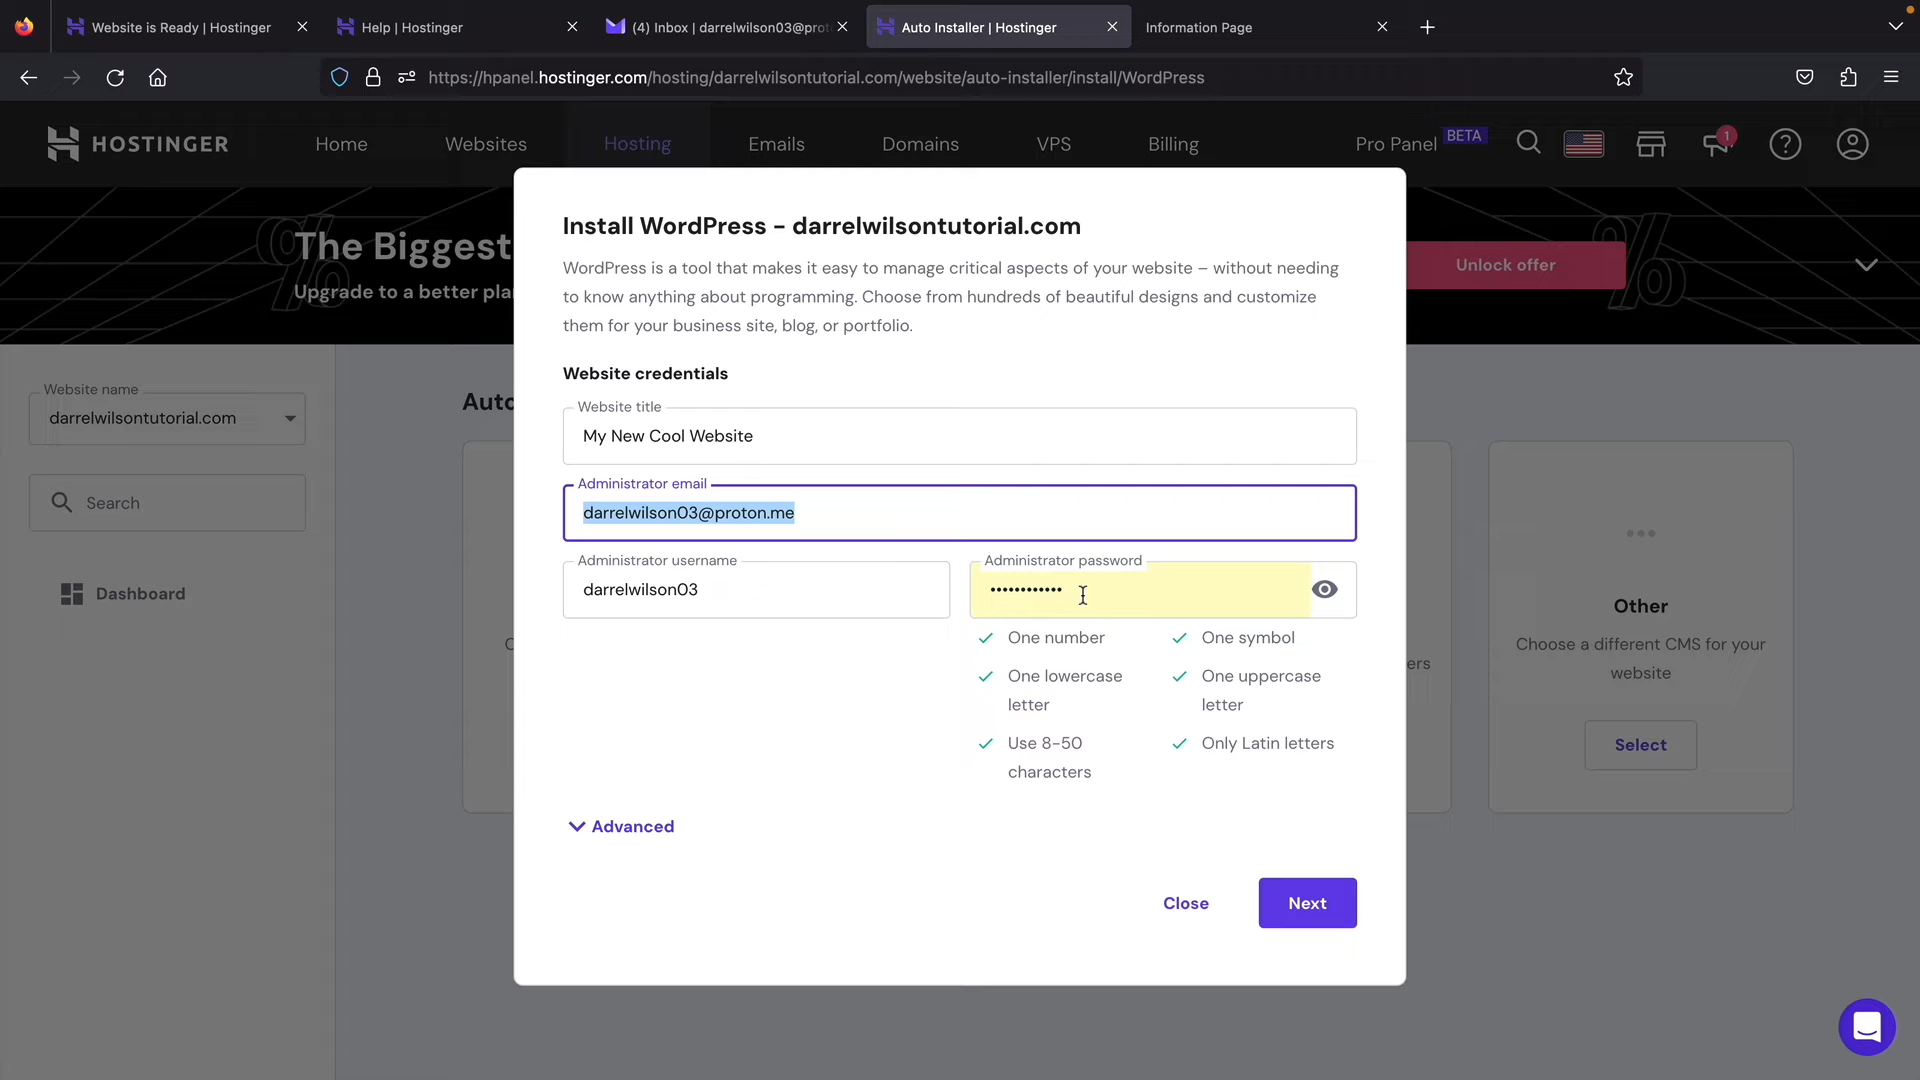 Website is Ready | Hostinger
Help | Hostinger
(4) Inbox | darrelwilson03@prot
Auto Installer | Hostinger
Information Page
https://hpanel.hostinger.com/hosting/darrelwilsontutorial.com/website/auto-installer/install/WordPress
HOSTINGER
Home
Websites
Hosting
Emails
Domains
VPS
Billing
Pro Panel
BETA
1
The Biggest
Upgrade to a better pla
%
%
Unlock offer
Website name
darrelwilsontutorial.com
Search
Dashboard
Auto
Install WordPress - darrelwilsontutorial.com
WordPress is a tool that makes it easy to manage critical aspects of your website – without needing
to know anything about programming. Choose from hundreds of beautiful designs and customize
them for your business site, blog, or portfolio.
Website credentials
Website title
My New Cool Website
Administrator email
darrelwilson03@proton.me
Administrator username
darrelwilson03
Administrator password
••••••••••••
One number
One symbol
One lowercase
letter
One uppercase
letter
Use 8-50
characters
Only Latin letters
Advanced
Close
Next
ers
Other
Choose a different CMS for your
website
Select